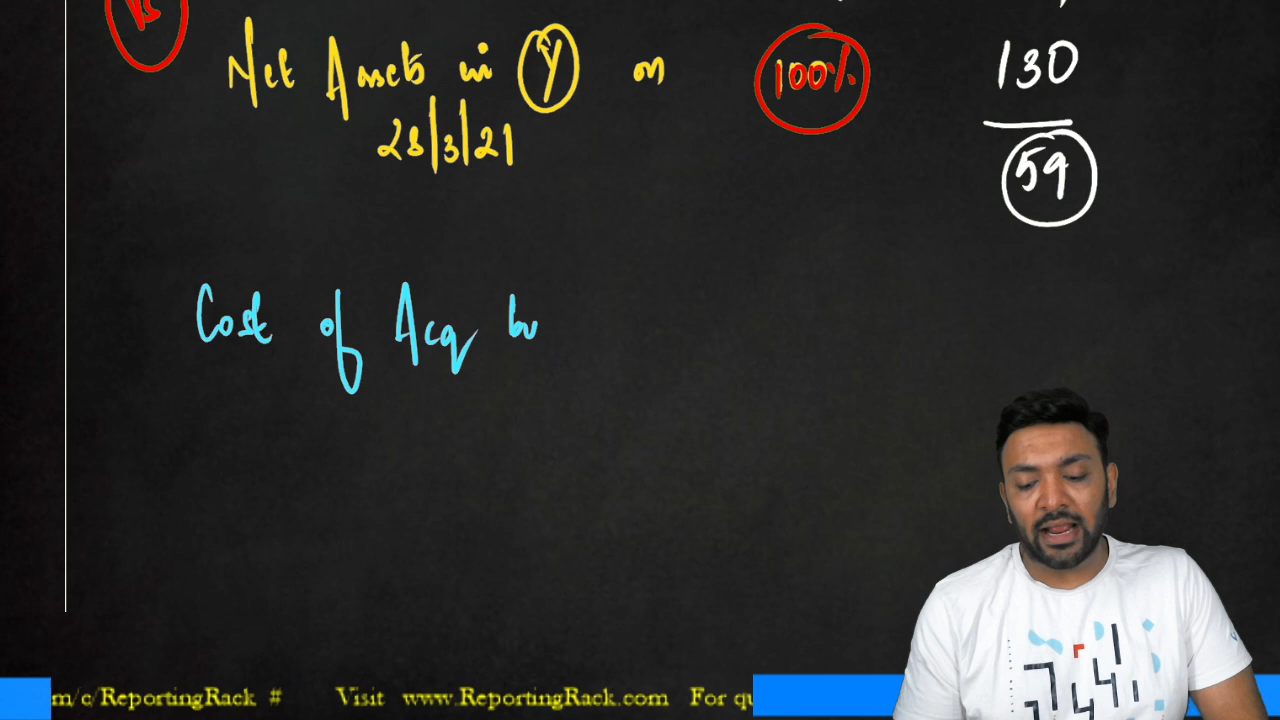 Vs
Net Assets in Y on 100% 130
28/3/21
59
Cost of Acq
m/c/ReportingRack # Visit www.ReportingRack.com For qu